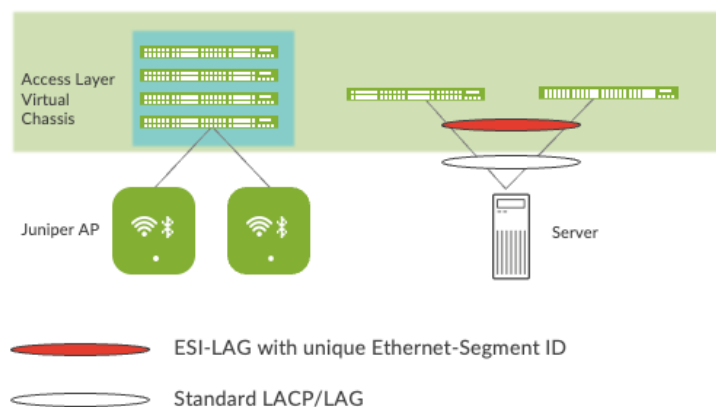 Access Layer
Virtual
Chassis
Juniper AP
Server
ESI-LAG with unique Ethernet-Segment ID
Standard LACP/LAG